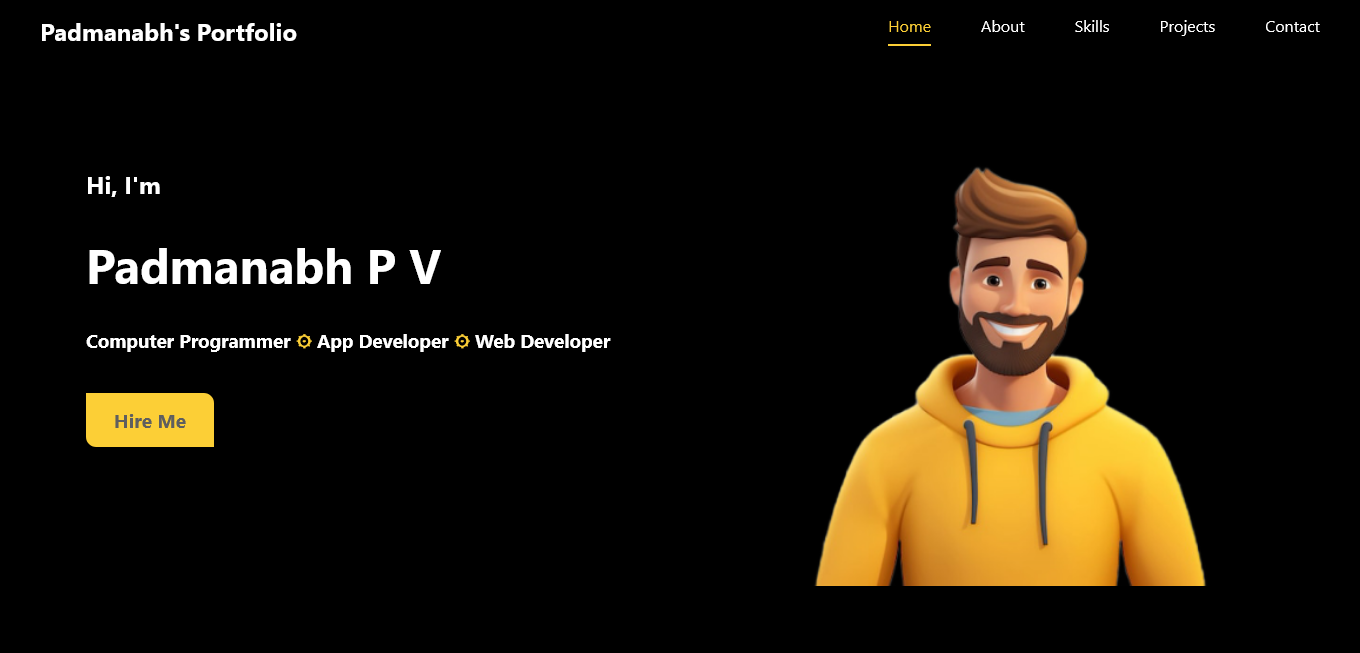 Padmanabh's Portfolio
Home About Skills Projects Contact
Hi, I'm
Padmanabh P V
Computer Programmer ⚙ App Developer ⚙ Web Developer
Hire Me